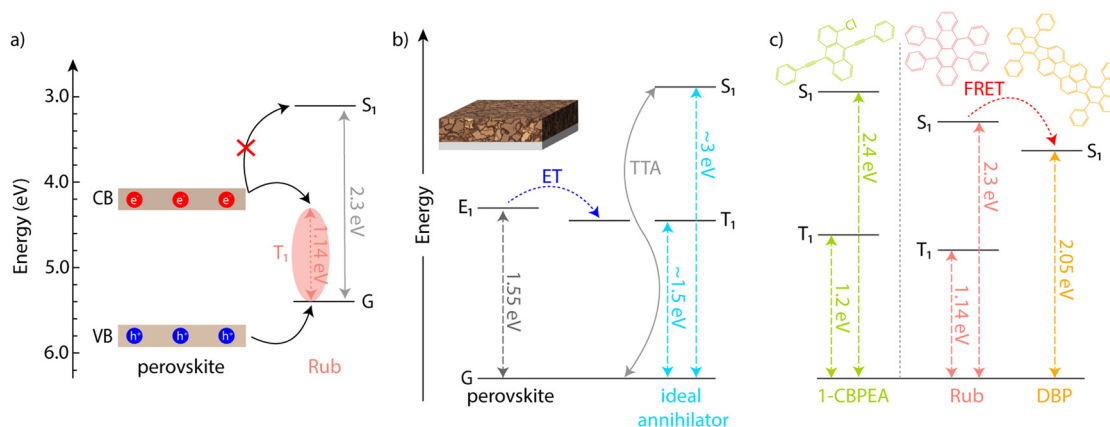 a)
Energy (eV)
3.0
4.0
5.0
6.0
CB
e⁻ e⁻ e⁻
VB
h⁺ h⁺ h⁺
perovskite
S₁
2.3 eV
T₁
1.14 eV
G
Rub
b)
Energy
E₁
ET
1.55 eV
G
perovskite
TTA
S₁
~3 eV
T₁
~1.5 eV
ideal
annihilator
c)
Cl
S₁
2.4 eV
T₁
1.2 eV
1-CBPEA
FRET
S₁
2.3 eV
T₁
1.14 eV
Rub
S₁
2.05 eV
DBP